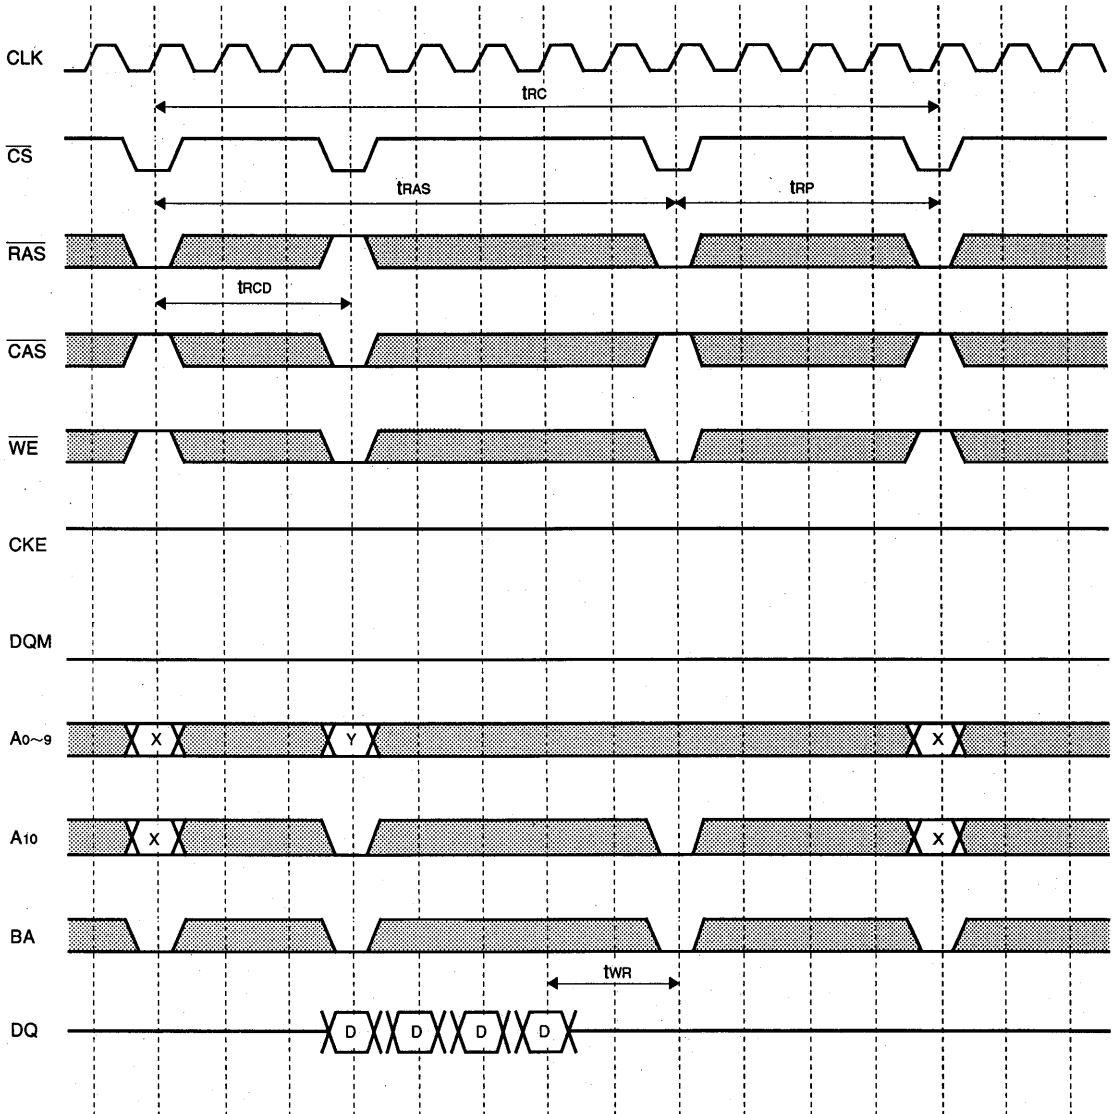 CLK
tRC
CS
tRAS
tRP
RAS
tRCD
CAS
WE
CKE
DQM
A0~9
X
Y
X
A10
X
X
BA
tWR
DQ
D
D
D
D